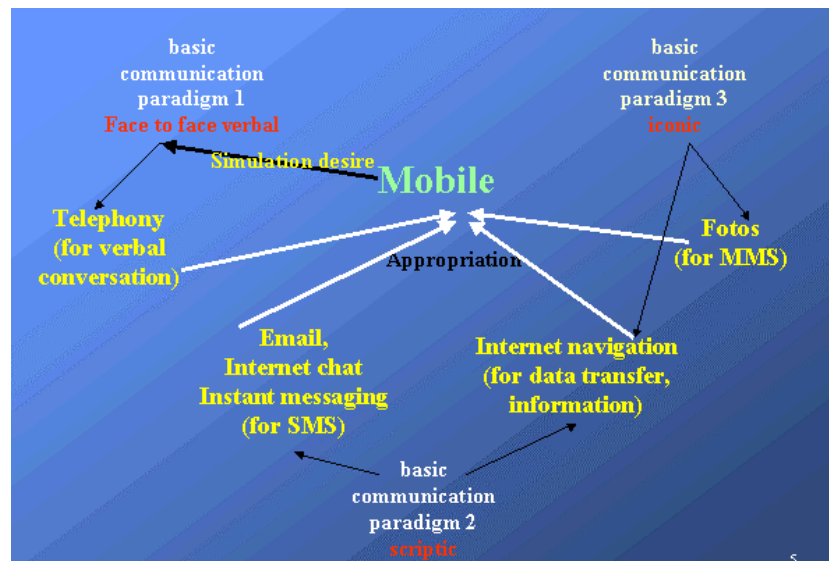 basic
communication
paradigm 1
Face to face verbal
basic
communication
paradigm 3
iconic
Simulation desire
Mobile
Telephony
(for verbal
conversation)
Fotos
(for MMS)
Appropriation
Email,
Internet chat
Instant messaging
(for SMS)
Internet navigation
(for data transfer,
information)
basic
communication
paradigm 2
scriptic
5